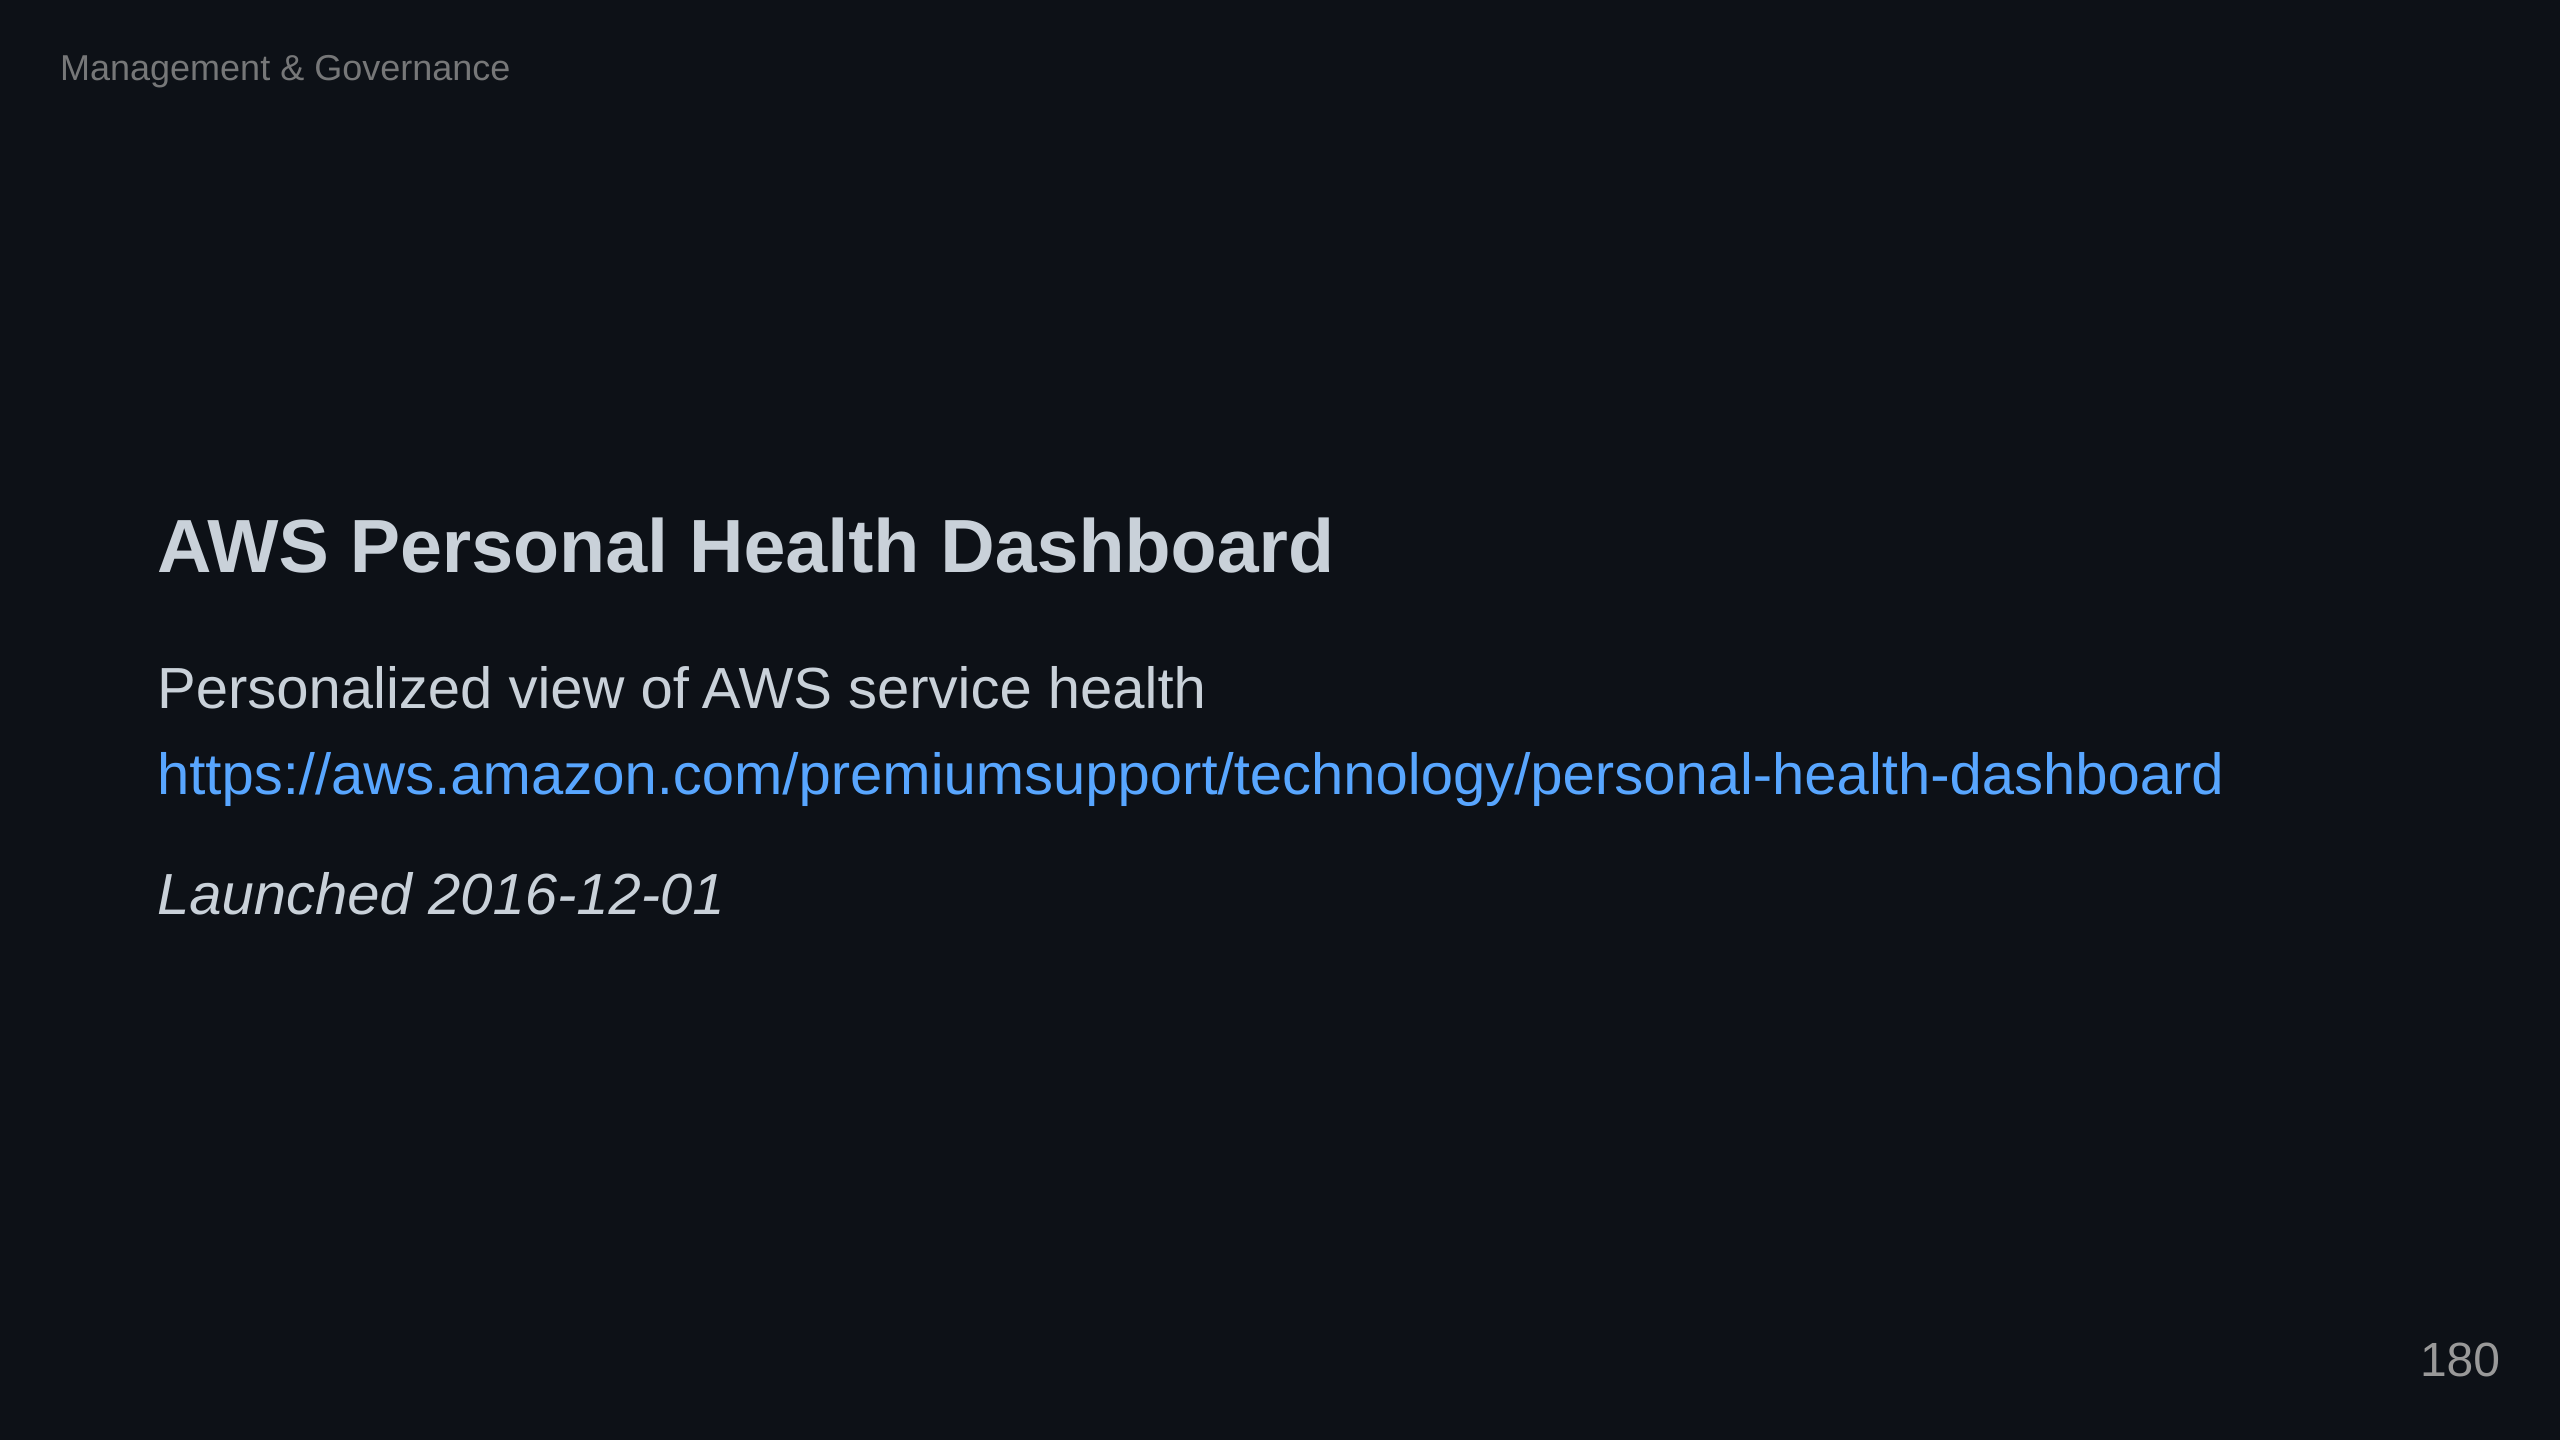 Management & Governance
AWS Personal Health Dashboard
Personalized view of AWS service health
https://aws.amazon.com/premiumsupport/technology/personal-health-dashboard
Launched 2016-12-01
180